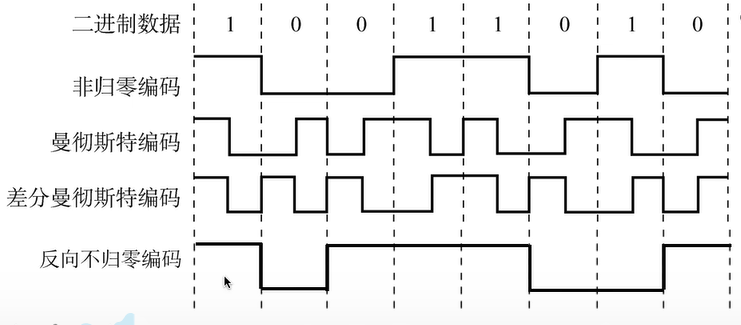 二进制数据 1 0 0 1 1 0 1 0
非归零编码
曼彻斯特编码
差分曼彻斯特编码
反向不归零编码